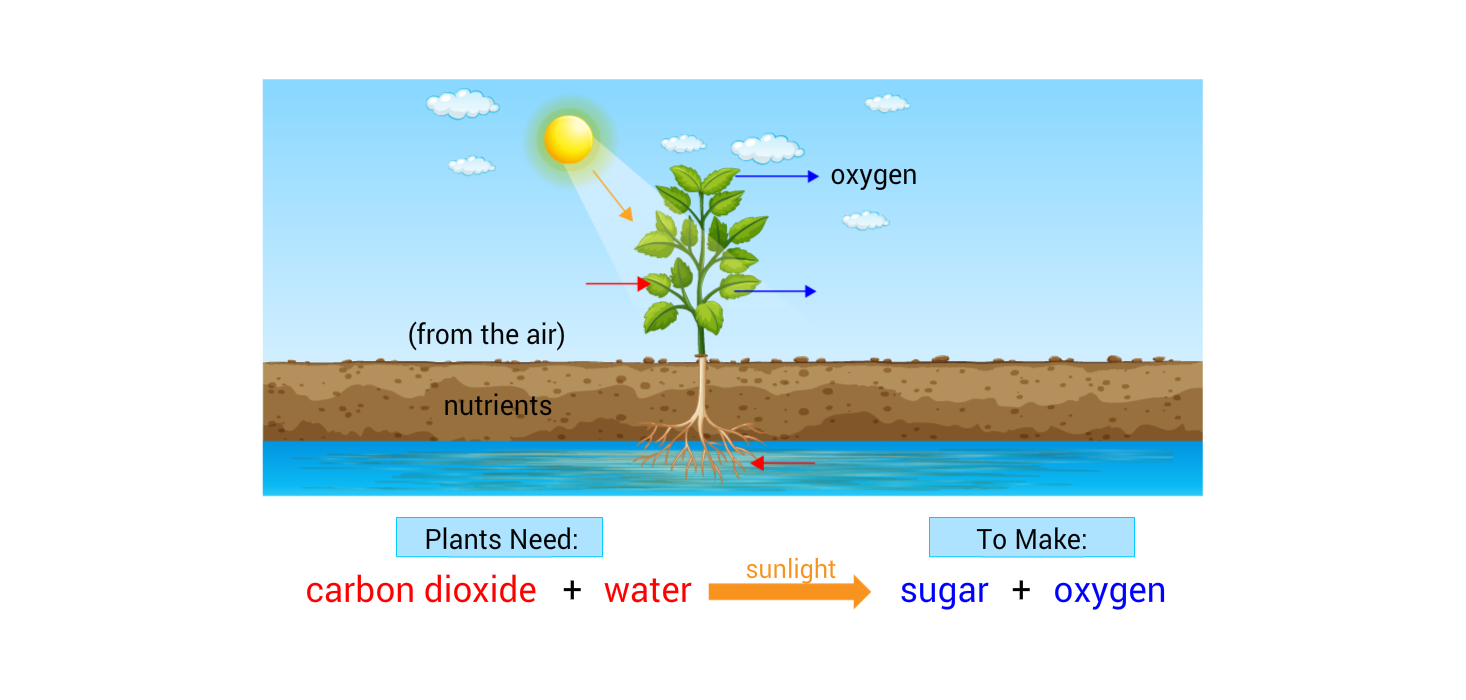 oxygen
(from the air)
nutrients
Plants Need:
To Make:
sunlight
carbon dioxide + water
sugar + oxygen